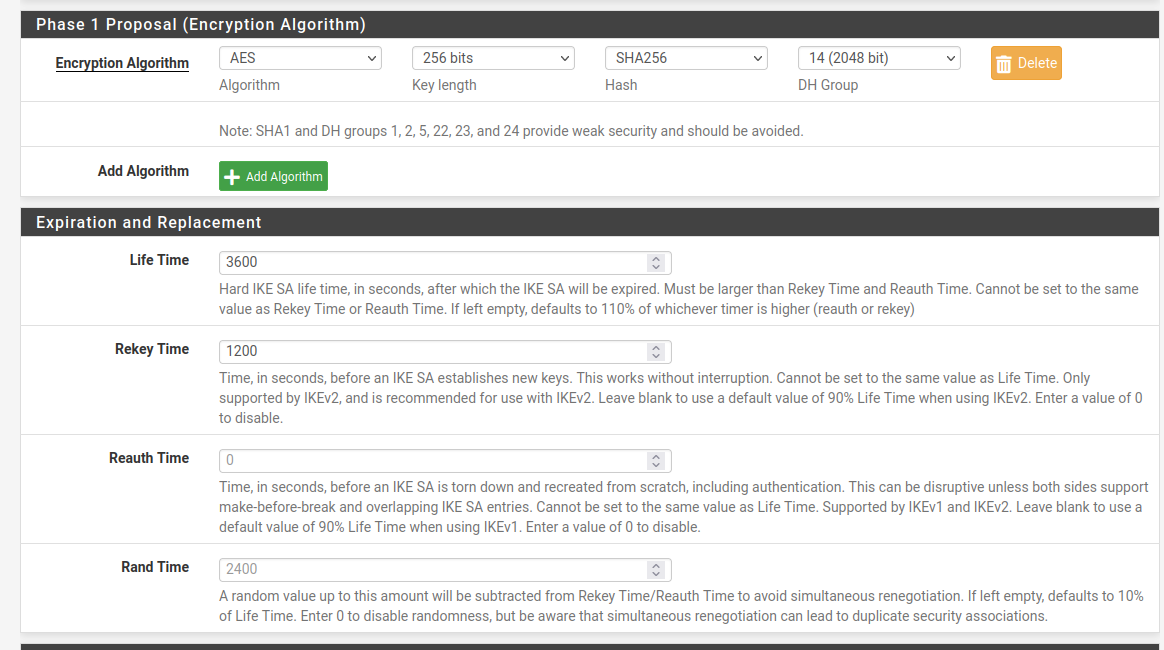 Phase 1 Proposal (Encryption Algorithm)
Encryption Algorithm
AES
256 bits
SHA256
14 (2048 bit)
Delete
Algorithm
Key length
Hash
DH Group
Note: SHA1 and DH groups 1, 2, 5, 22, 23, and 24 provide weak security and should be avoided.
Add Algorithm
Add Algorithm
Expiration and Replacement
Life Time
3600
Hard IKE SA life time, in seconds, after which the IKE SA will be expired. Must be larger than Rekey Time and Reauth Time. Cannot be set to the same
value as Rekey Time or Reauth Time. If left empty, defaults to 110% of whichever timer is higher (reauth or rekey)
Rekey Time
1200
Time, in seconds, before an IKE SA establishes new keys. This works without interruption. Cannot be set to the same value as Life Time. Only
supported by IKEv2, and is recommended for use with IKEv2. Leave blank to use a default value of 90% Life Time when using IKEv2. Enter a value of 0
to disable.
Reauth Time
0
Time, in seconds, before an IKE SA is torn down and recreated from scratch, including authentication. This can be disruptive unless both sides support
make-before-break and overlapping IKE SA entries. Cannot be set to the same value as Life Time. Supported by IKEv1 and IKEv2. Leave blank to use a
default value of 90% Life Time when using IKEv1. Enter a value of 0 to disable.
Rand Time
2400
A random value up to this amount will be subtracted from Rekey Time/Reauth Time to avoid simultaneous renegotiation. If left empty, defaults to 10%
of Life Time. Enter 0 to disable randomness, but be aware that simultaneous renegotiation can lead to duplicate security associations.